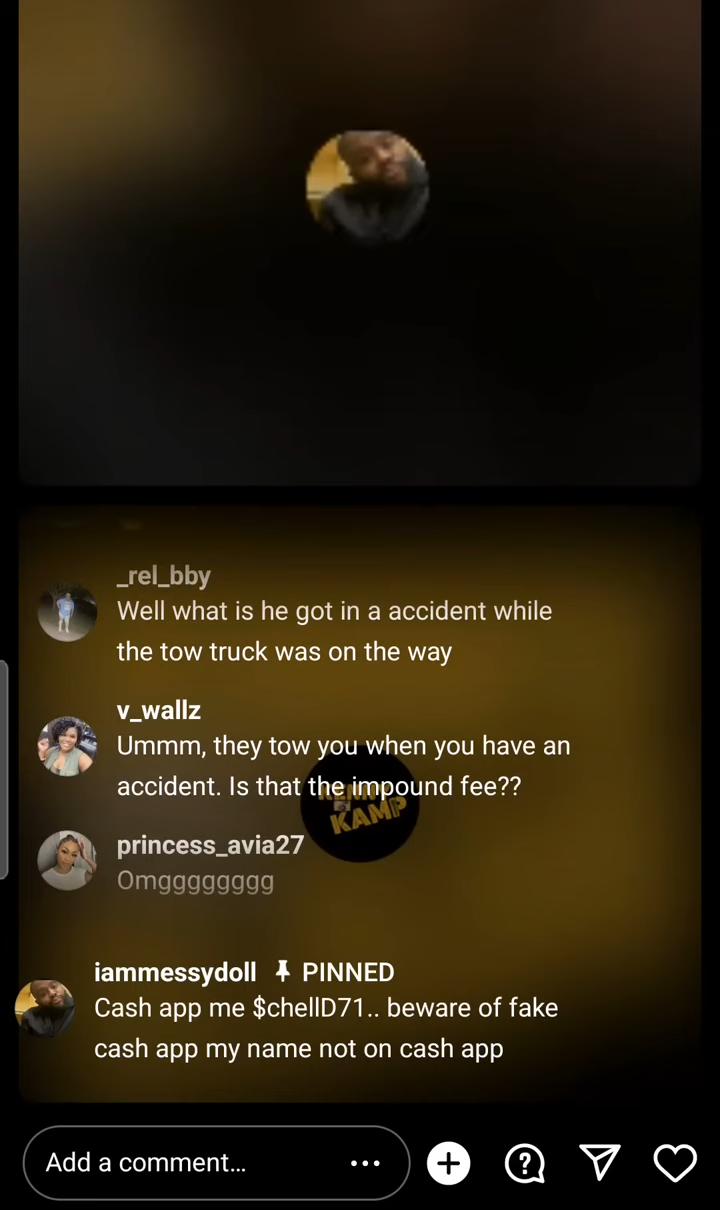 _rel_bby
Well what is he got in a accident while
the tow truck was on the way
v_wallz
Ummm, they tow you when you have an
accident. Is that the impound fee??
KAMP
princess_avia27
Omgggggggg
iammessydoll PINNED
Cash app me $chellD71.. beware of fake
cash app my name not on cash app
Add a comment...